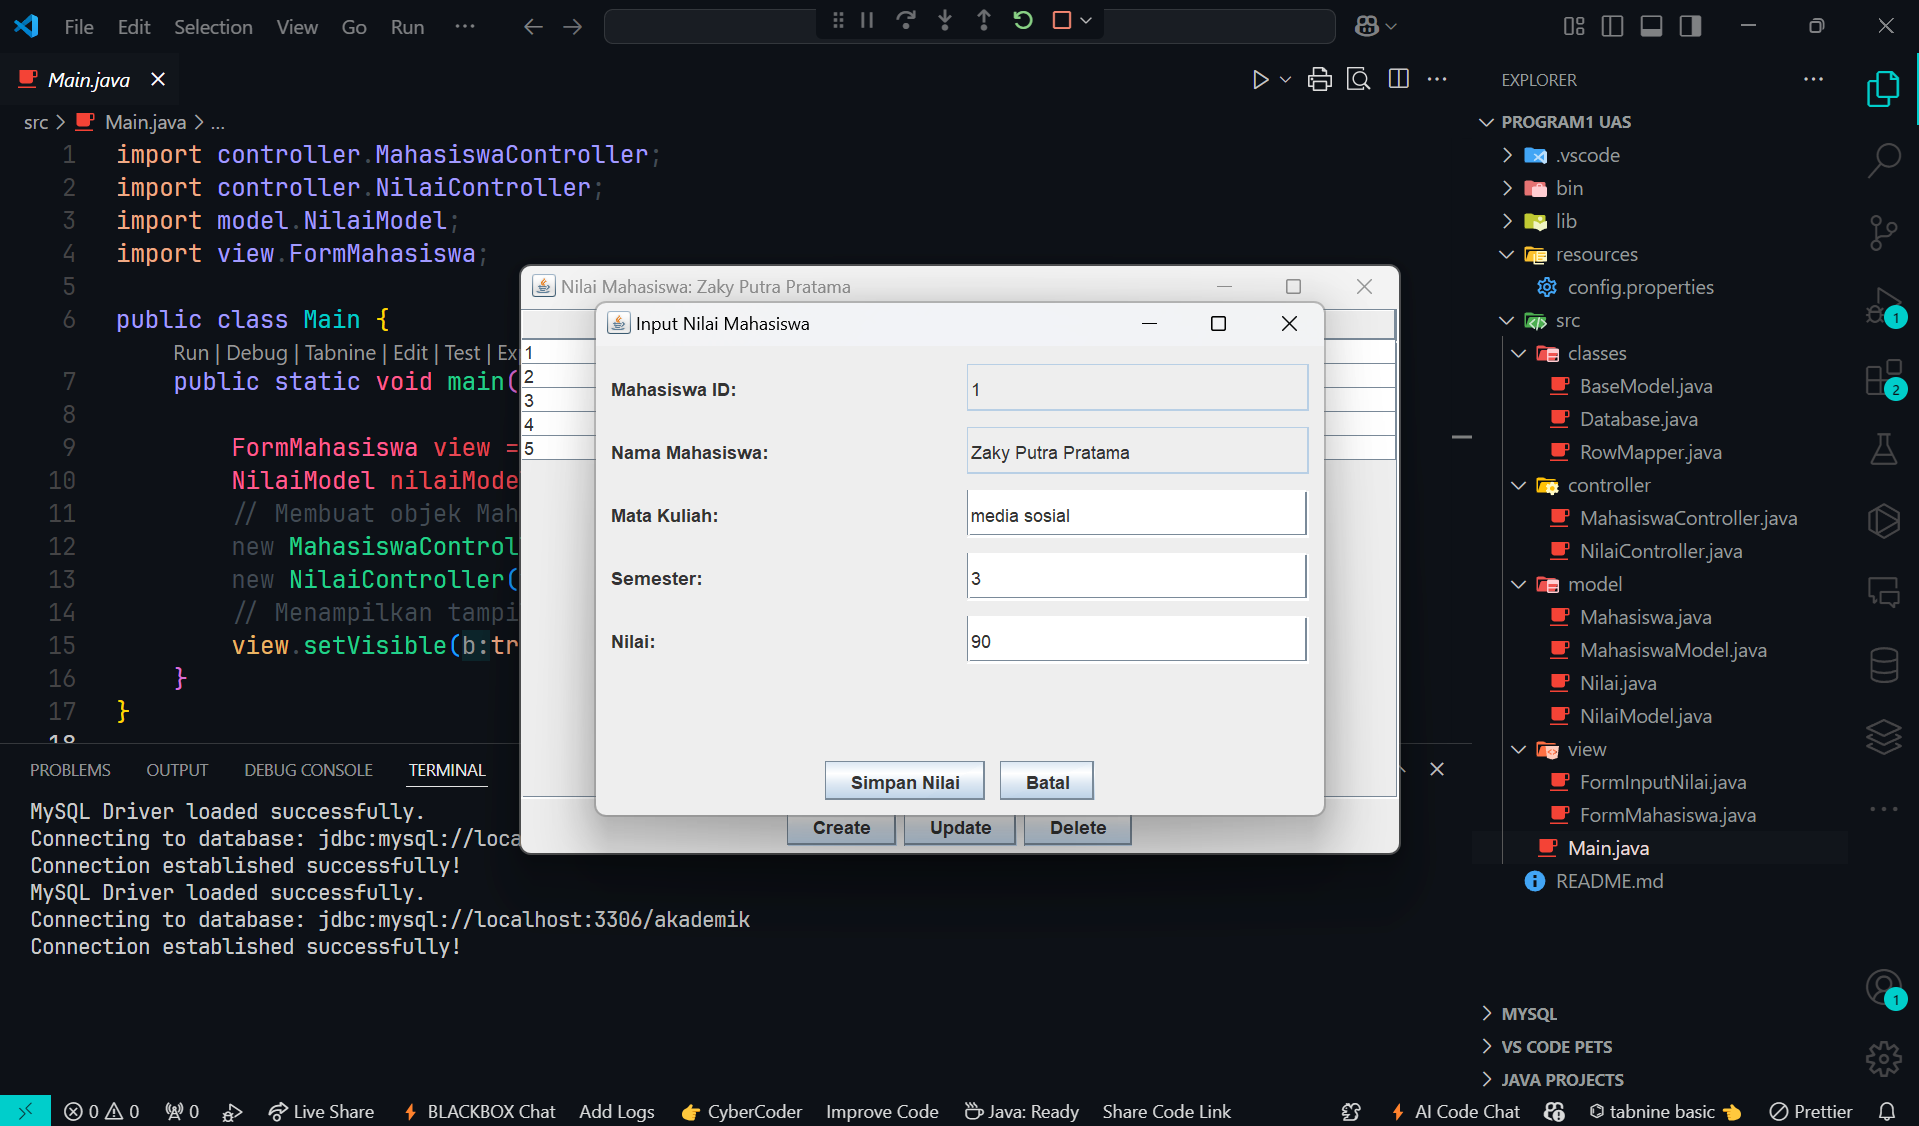 File Edit Selection View Go Run ···
Main.java
src > Main.java > ...
1 import controller.MahasiswaController;
2 import controller.NilaiController;
3 import model.NilaiModel;
4 import view.FormMahasiswa;
5
6 public class Main {
Run | Debug | Tabnine | Edit | Test | Ex
7 public static void main(
8
9 FormMahasiswa view =
10 NilaiModel nilaiMode
11 // Membuat objek Mah
12 new MahasiswaControl
13 new NilaiController(
14 // Menampilkan tampi
15 view.setVisible(b:tr
16 }
17 }
18
Nilai Mahasiswa: Zaky Putra Pratama
1
2
3
4
5
Create Update Delete
Input Nilai Mahasiswa
Mahasiswa ID: 1
Nama Mahasiswa: Zaky Putra Pratama
Mata Kuliah: media sosial
Semester: 3
Nilai: 90
Simpan Nilai Batal
PROBLEMS OUTPUT DEBUG CONSOLE TERMINAL
MySQL Driver loaded successfully.
Connecting to database: jdbc:mysql://loca
Connection established successfully!
MySQL Driver loaded successfully.
Connecting to database: jdbc:mysql://localhost:3306/akademik
Connection established successfully!
EXPLORER
PROGRAM1 UAS
.vscode
bin
lib
resources
config.properties
src
classes
BaseModel.java
Database.java
RowMapper.java
controller
MahasiswaController.java
NilaiController.java
model
Mahasiswa.java
MahasiswaModel.java
Nilai.java
NilaiModel.java
view
FormInputNilai.java
FormMahasiswa.java
Main.java
README.md
MYSQL
VS CODE PETS
JAVA PROJECTS
1
2
1
0 0 0 Live Share BLACKBOX Chat Add Logs CyberCoder Improve Code Java: Ready Share Code Link AI Code Chat tabnine basic Prettier